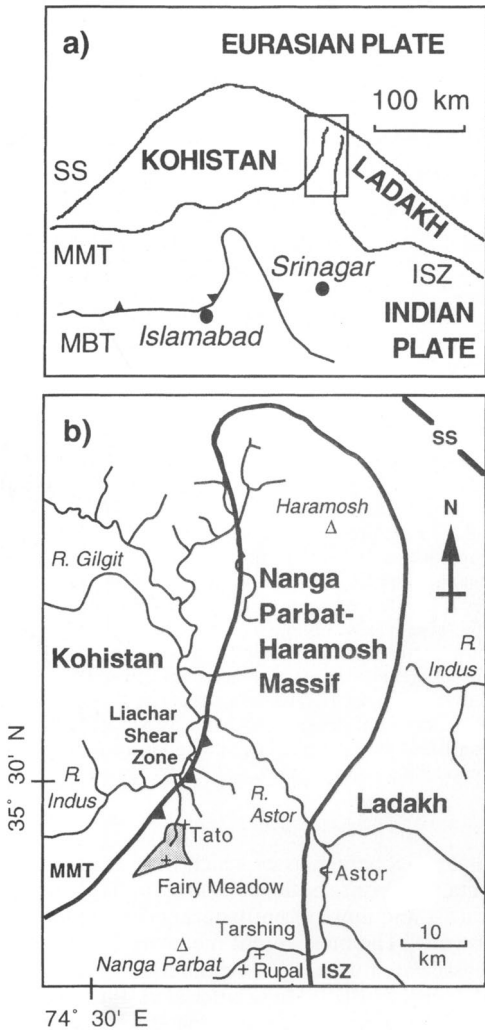 a)
EURASIAN PLATE
100 km
KOHISTAN
LADAKH
SS
MMT
ISZ
Srinagar
INDIAN
PLATE
MBT
Islamabad
b)
SS
Haramosh
N
R. Gilgit
Nanga
Parbat-
Haramosh
Massif
R.
Indus
Kohistan
Liachar
Shear
Zone
35° 30' N
R.
Indus
R.
Astor
Ladakh
Tato
MMT
Astor
Fairy Meadow
Tarshing
10
km
Nanga Parbat
Rupal
ISZ
74° 30' E